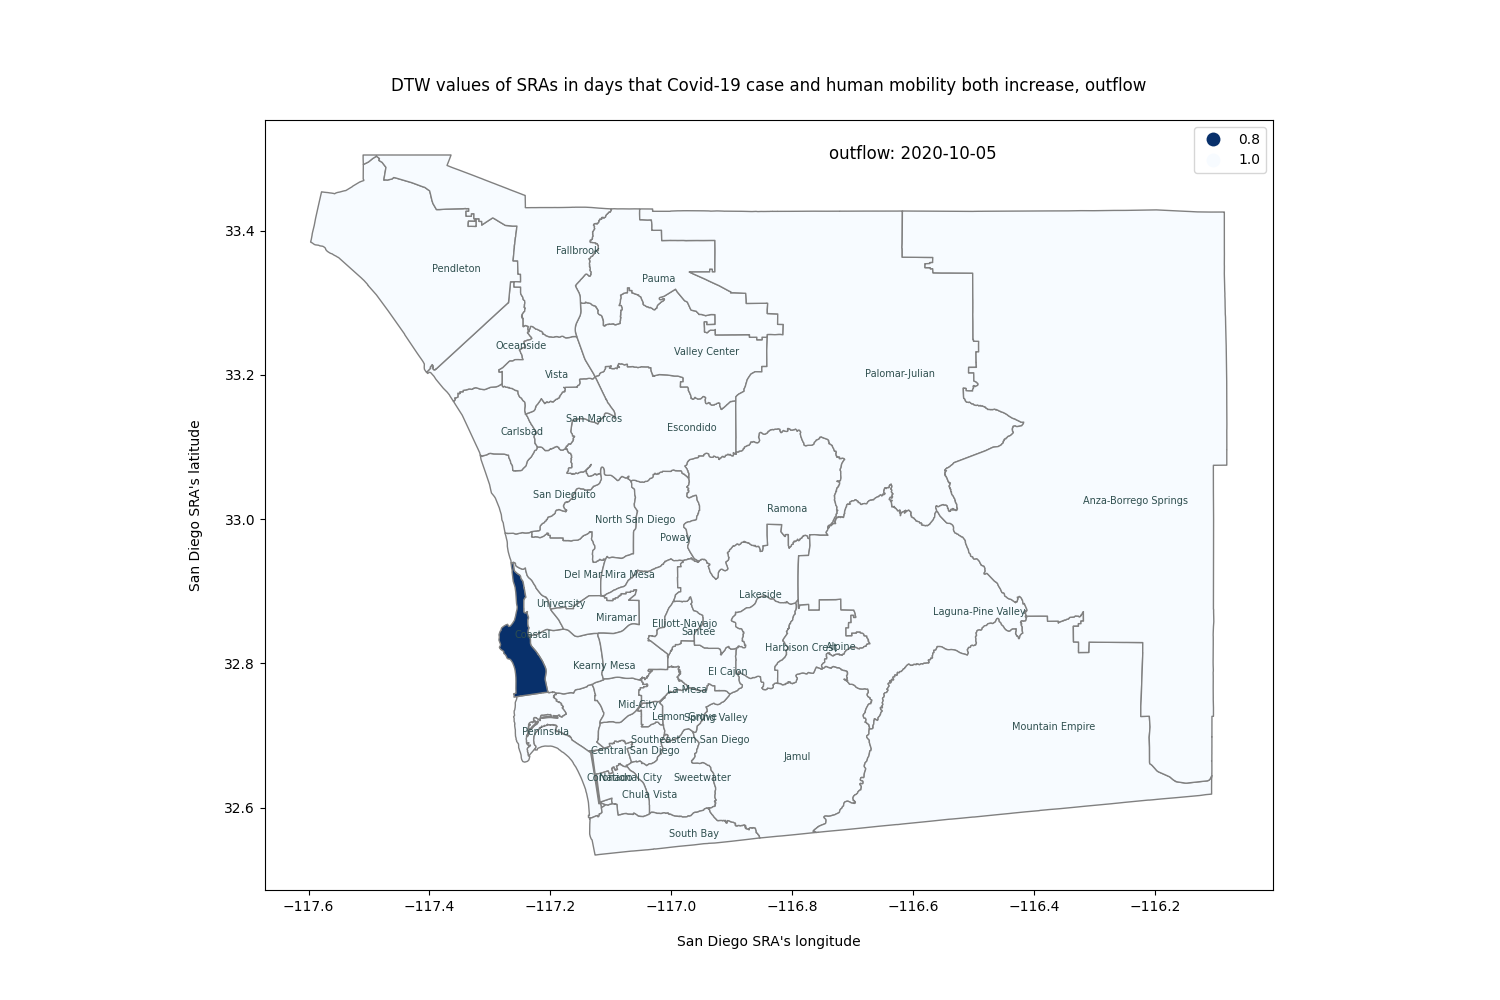 DTW values of SRAs in days that Covid-19 case and human mobility both increase, outflow
outflow: 2020-10-05
0.8
1.0
33.4
33.2
33.0
32.8
32.6
San Diego SRA's latitude
Fallbrook
Pendleton
Pauma
Oceanside
Valley Center
Vista
Palomar-Julian
San Marcos
Carlsbad
Escondido
San Dieguito
Anza-Borrego Springs
Ramona
North San Diego
Poway
Del Mar-Mira Mesa
Lakeside
University
Miramar
Laguna-Pine Valley
Elliott-Navajo
Santee
Coastal
Harbison Crest
Alpine
Kearny Mesa
El Cajon
La Mesa
Mid-City
Lemon Grove
Spring Valley
Mountain Empire
Peninsula
Southeastern San Diego
Central San Diego
Jamul
Coronado
National City
Sweetwater
Chula Vista
South Bay
−117.6
−117.4
−117.2
−117.0
−116.8
−116.6
−116.4
−116.2
San Diego SRA's longitude